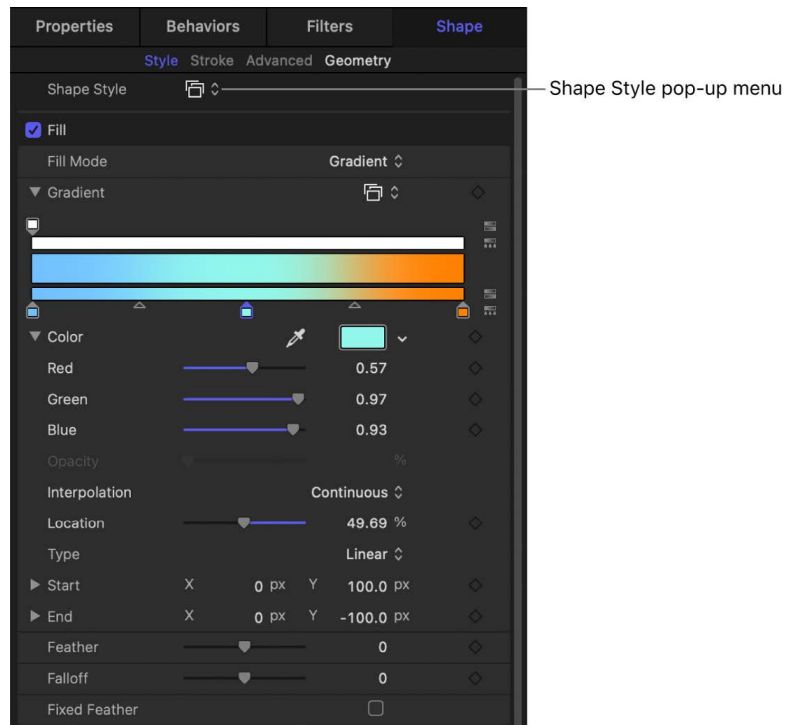 Properties Behaviors Filters Shape
Style Stroke Advanced Geometry
Shape Style
Shape Style pop-up menu
Fill
Fill Mode Gradient
Gradient
Color
Red 0.57
Green 0.97
Blue 0.93
Opacity %
Interpolation Continuous
Location 49.69 %
Type Linear
Start X 0 px Y 100.0 px
End X 0 px Y -100.0 px
Feather 0
Falloff 0
Fixed Feather